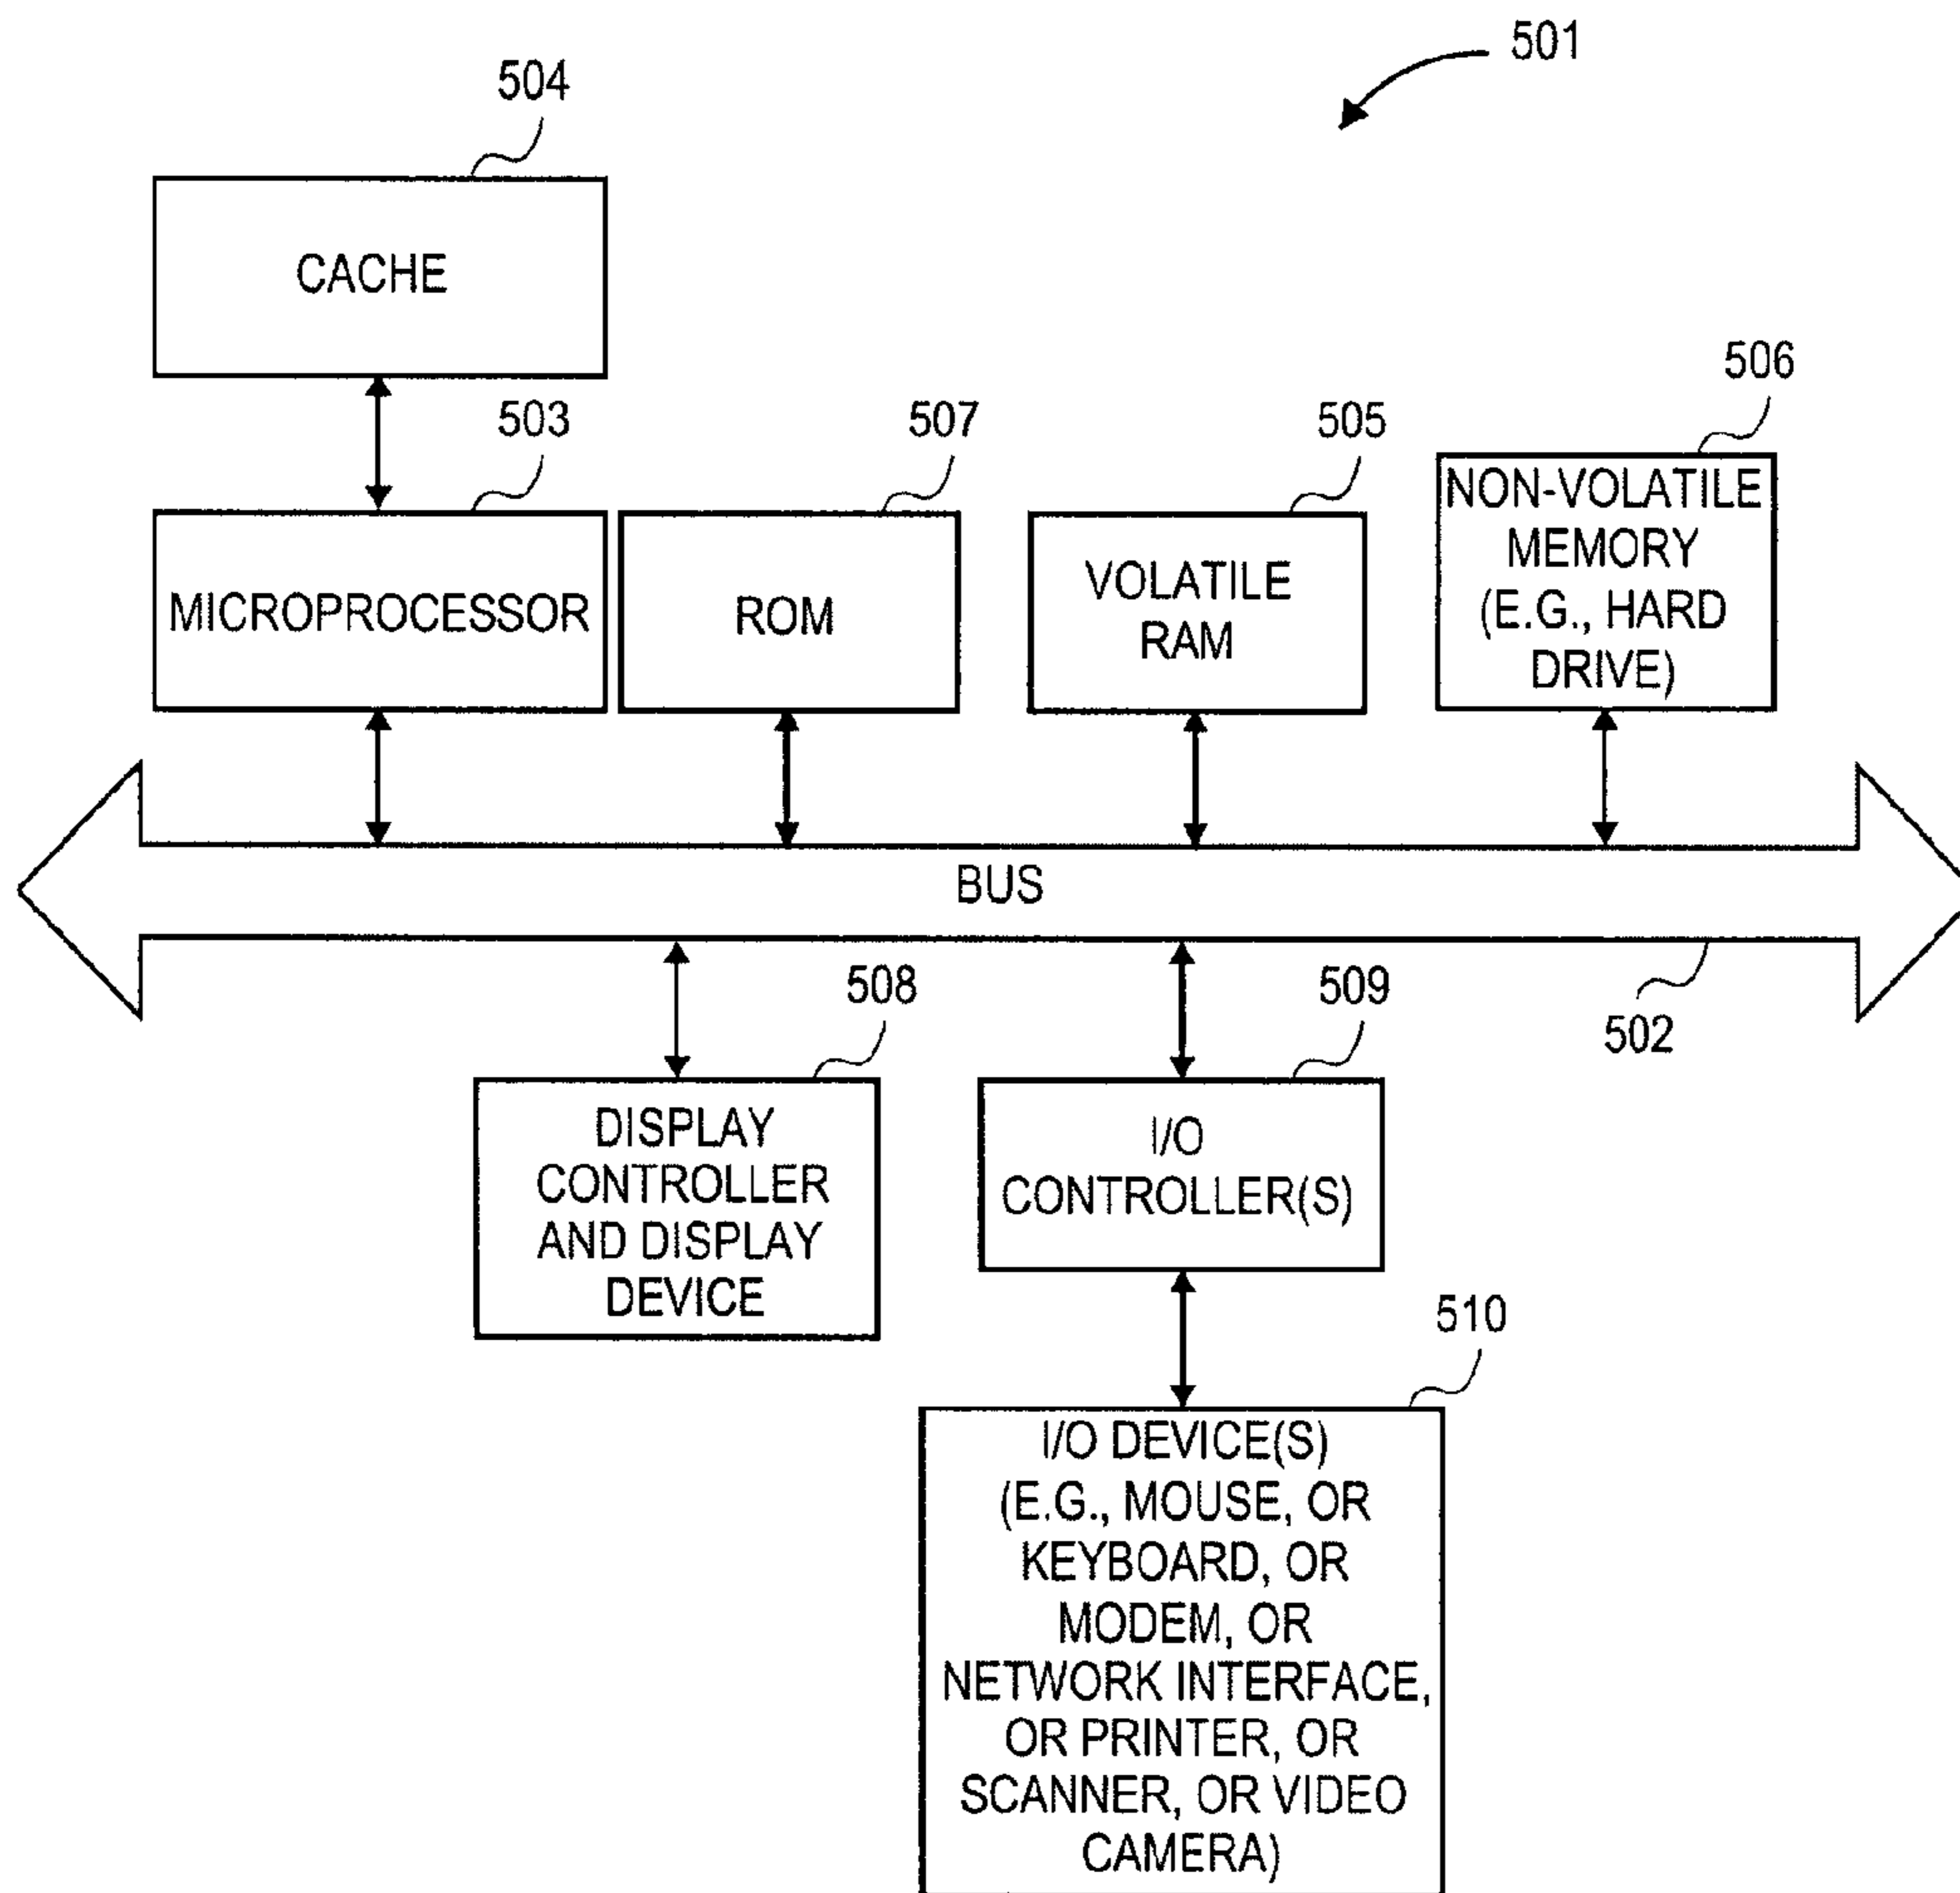 501
504
CACHE
503
507
505
506
MICROPROCESSOR
ROM
VOLATILE
RAM
NON-VOLATILE
MEMORY
(E.G., HARD
DRIVE)
BUS
502
508
509
DISPLAY
CONTROLLER
AND DISPLAY
DEVICE
I/O
CONTROLLER(S)
510
I/O DEVICE(S)
(E.G., MOUSE, OR
KEYBOARD, OR
MODEM, OR
NETWORK INTERFACE,
OR PRINTER, OR
SCANNER, OR VIDEO
CAMERA)